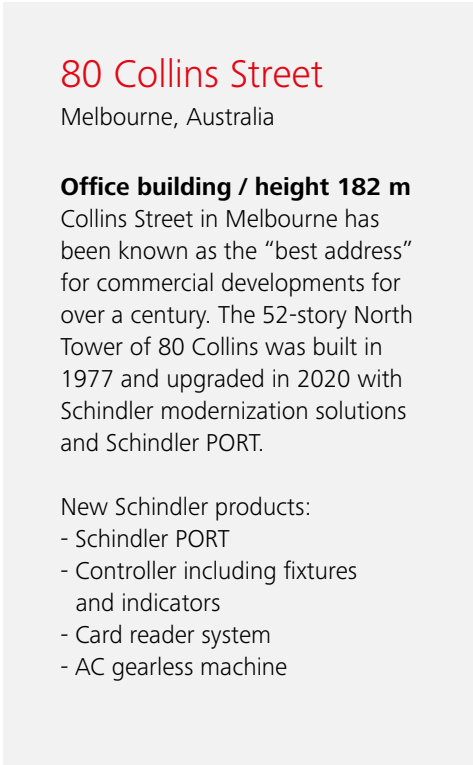 80 Collins Street
Melbourne, Australia
Office building / height 182 m
Collins Street in Melbourne has
been known as the “best address”
for commercial developments for
over a century. The 52-story North
Tower of 80 Collins was built in
1977 and upgraded in 2020 with
Schindler modernization solutions
and Schindler PORT.
New Schindler products:
- Schindler PORT
- Controller including fixtures
and indicators
- Card reader system
- AC gearless machine